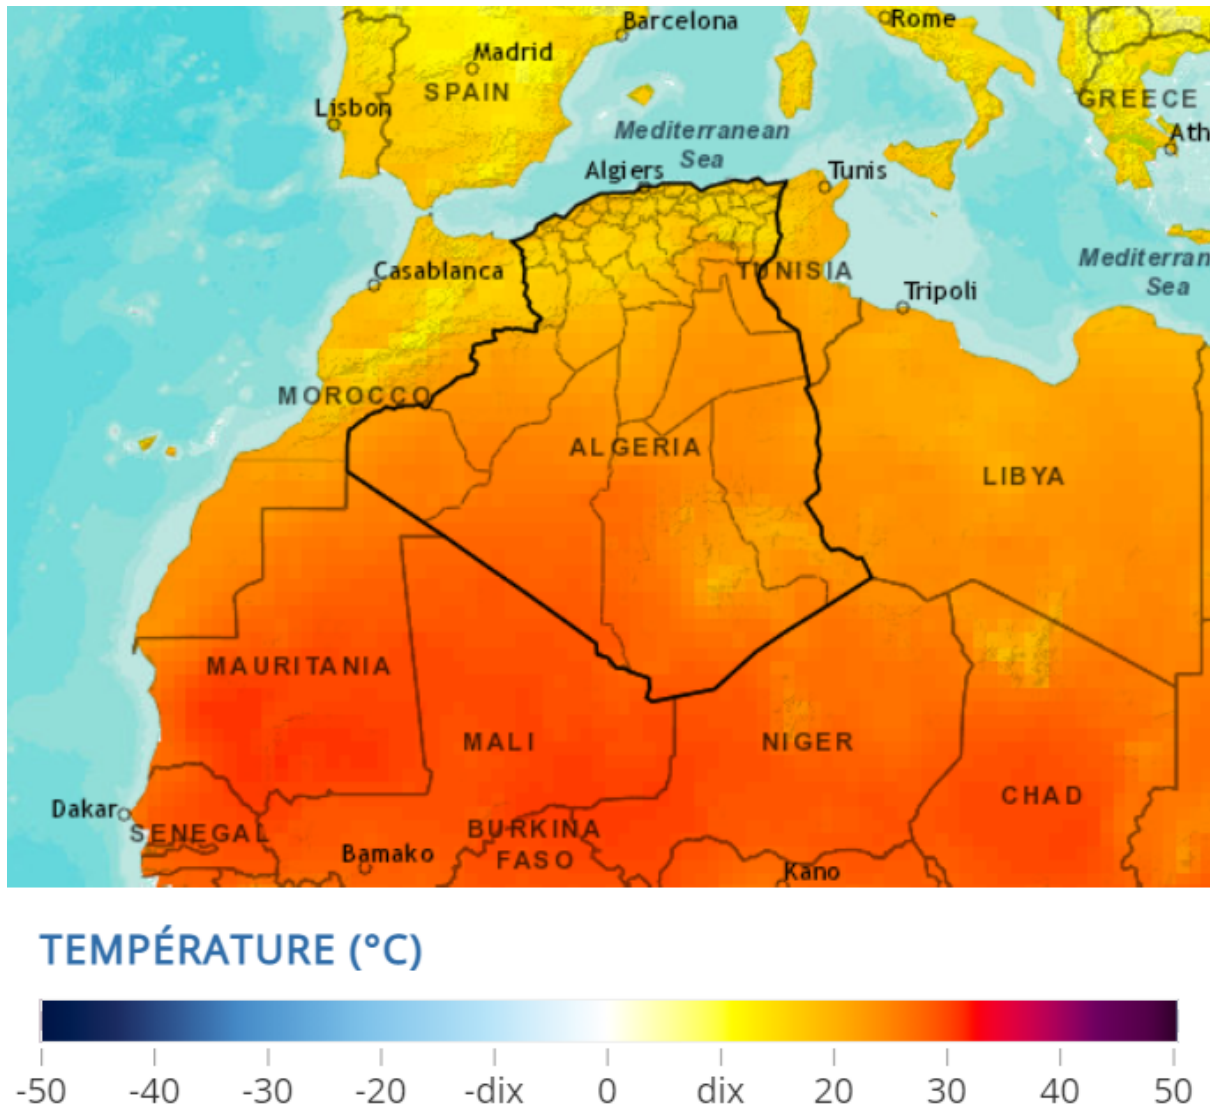 Barcelona
Rome
Madrid
SPAIN
GREECE
Lisbon
Mediterranean
Sea
Ath
Algiers
Tunis
Casablanca
TUNISIA
Mediterran
Sea
Tripoli
MOROCCO
ALGERIA
LIBYA
MAURITANIA
MALI
NIGER
CHAD
Dakar
SENEGAL
BURKINA
FASO
Bamako
Kano
TEMPÉRATURE (°C)
-50 -40 -30 -20 -dix 0 dix 20 30 40 50